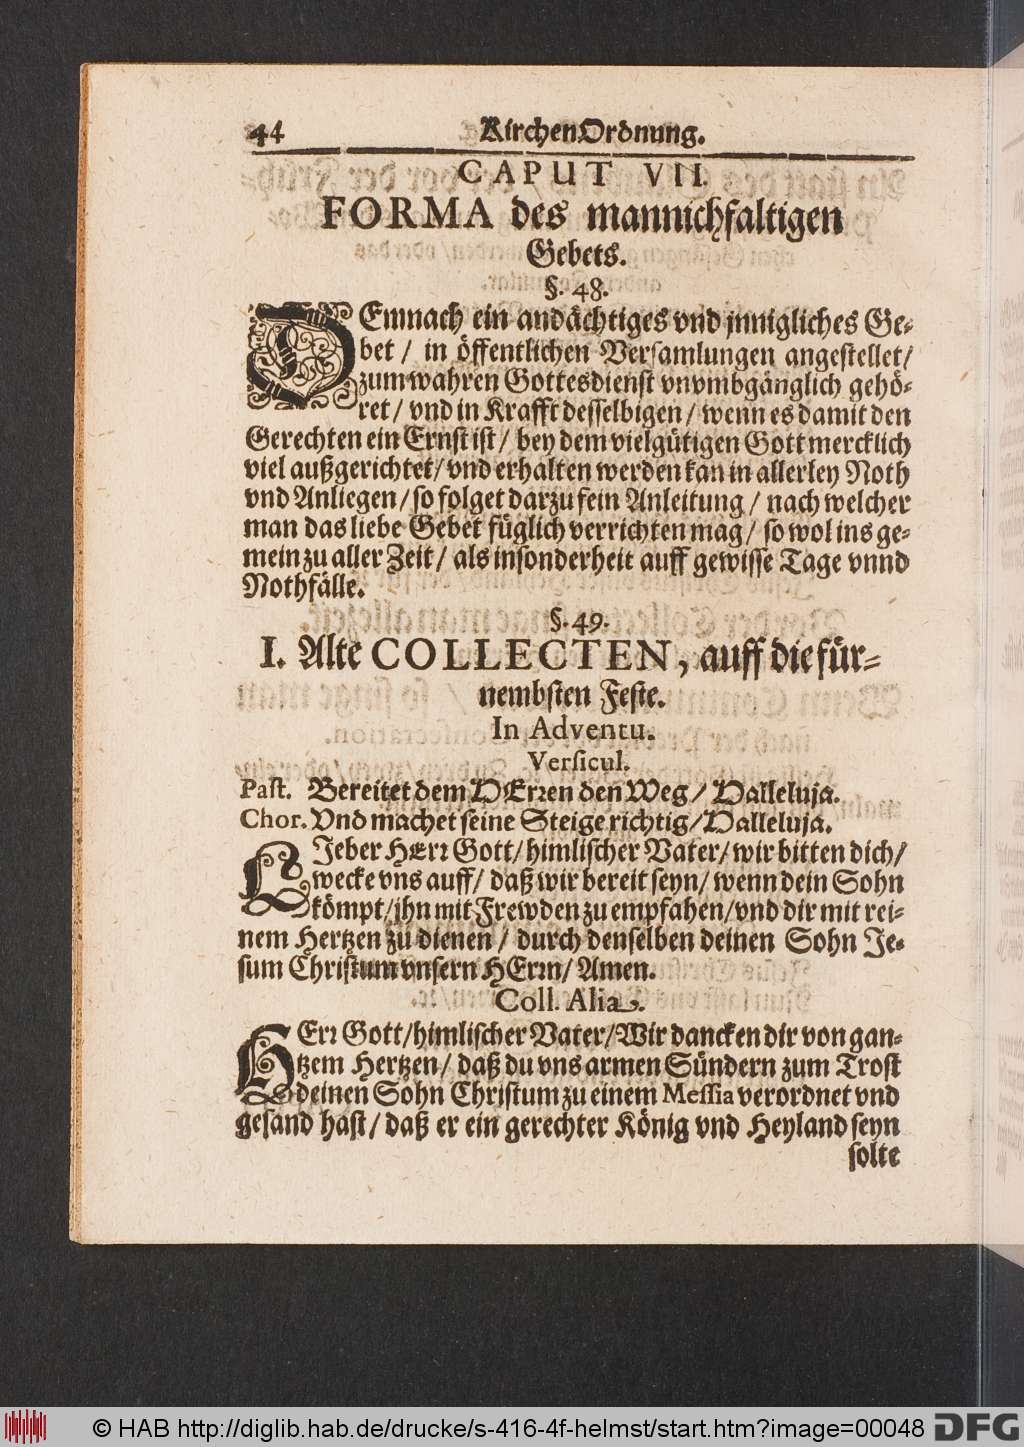 44 KirchenOrdnung.
CAPUT VII.
FORMA des mannichfaltigen
Gebets.
§. 48.
DEmnach ein andächtiges vnd jnnigliches Ge-
bet / in öffentlichen Versamlungen angestellet/
zum wahren Gottesdienst vnvmbgänglich gehö-
ret / vnd in Krafft desselbigen / wenn es damit den
Gerechten ein Ernst ist / bey dem vielgütigen Gott mercklich
viel außgerichtet/ vnd erhalten werden kan in allerley Noth
vnd Anliegen / so folget darzu fein Anleitung / nach welcher
man das liebe Gebet füglich verrichten mag / so wol ins ge-
mein zu aller Zeit / als insonderheit auff gewisse Tage vnnd
Nothfälle.
§. 49.
I. Alte COLLECTEN, auff die für-
nembsten Feste.
In Adventu.
Versicul.
Past. Bereitet dem HErren den Weg / Halleluja.
Chor. Vnd machet seine Steige richtig / Halleluja.
LIeber HErr Gott/ himlischer Vater/ wir bitten dich/
wecke vns auff/ daß wir bereit seyn/ wenn dein Sohn
kömpt/ jhn mit Frewden zu empfahen/ vnd dir mit rei-
nem Hertzen zu dienen / durch denselben deinen Sohn Je-
sum Christum vnsern HErrn/ Amen.
Coll. Alia.
HErr Gott/ himlischer Vater/ Wir dancken dir von gan-
tzem Hertzen/ daß du vns armen Sündern zum Trost
deinen Sohn Christum zu einem Messia verordnet vnd
gesand hast/ daß er ein gerechter König vnd Heyland seyn
solte
© HAB http://diglib.hab.de/drucke/s-416-4f-helmst/start.htm?image=00048 DFG